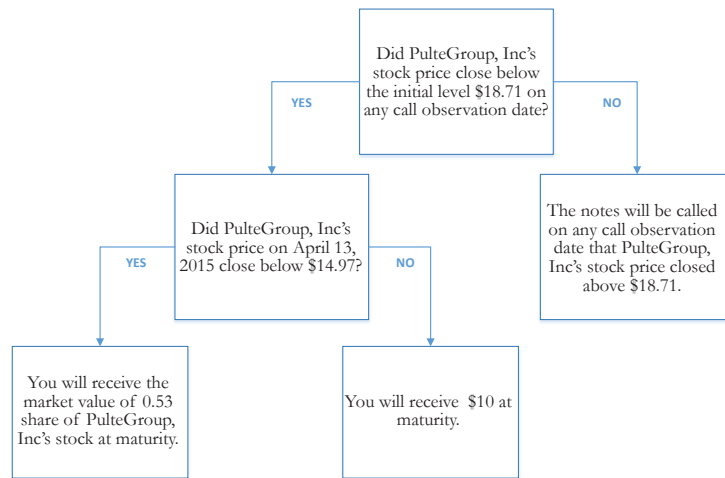 Did PulteGroup, Inc's
stock price close below
the initial level $18.71 on
any call observation date?
YES
NO
Did PulteGroup, Inc's
stock price on April 13,
2015 close below $14.97?
The notes will be called
on any call observation
date that PulteGroup,
Inc's stock price closed
above $18.71.
YES
NO
You will receive the
market value of 0.53
share of PulteGroup,
Inc's stock at maturity.
You will receive $10 at
maturity.